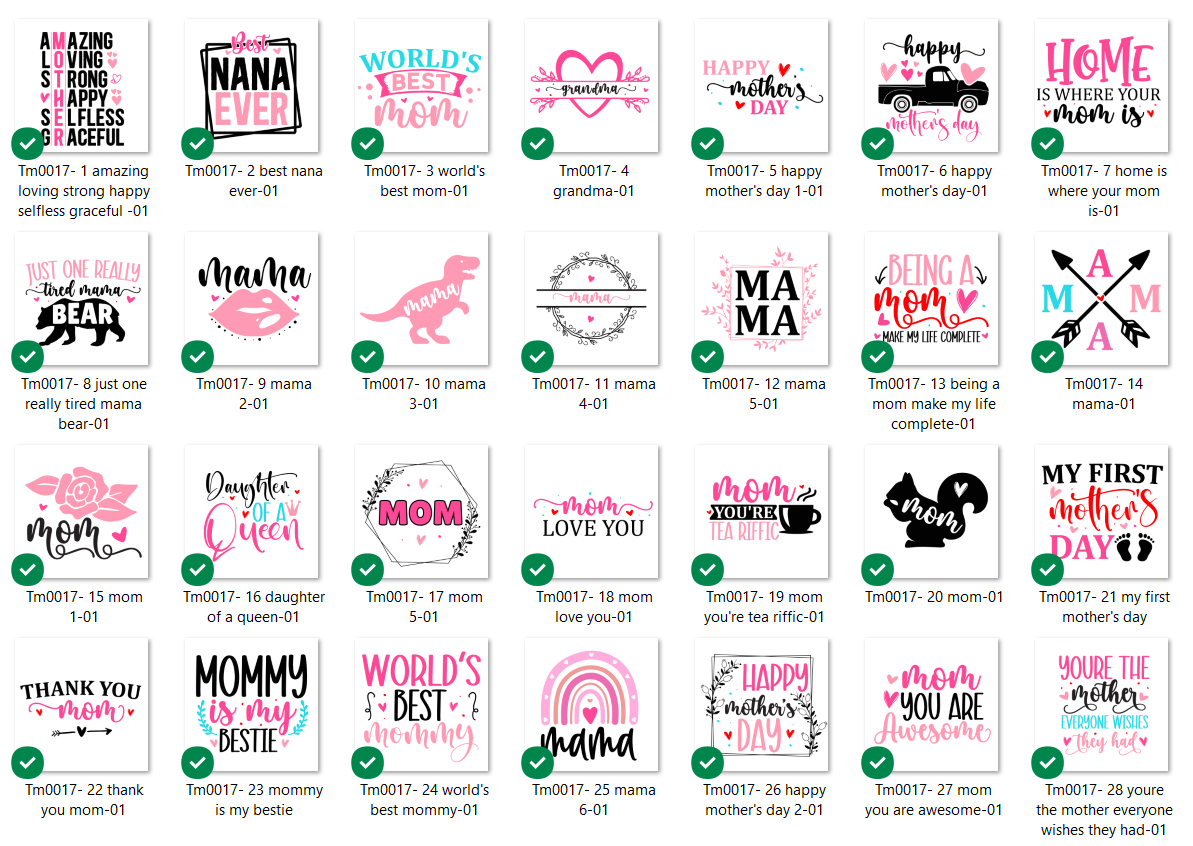 AMAZING
LOVING
STRONG
HAPPY
SELFLESS
GRACEFUL
Best
NANA
EVER
WORLD'S
BEST
mom
grandma
HAPPY
mother's
DAY
happy
mother's day
HOME
IS WHERE YOUR
mom is
Tm0017- 1 amazing
loving strong happy
selfless graceful -01
Tm0017- 2 best nana
ever-01
Tm0017- 3 world's
best mom-01
Tm0017- 4
grandma-01
Tm0017- 5 happy
mother's day 1-01
Tm0017- 6 happy
mother's day-01
Tm0017- 7 home is
where your mom
is-01
JUST ONE REALLY
tired mama
BEAR
mama
mama
mama
MA
MA
BEING A
mom
MAKE MY LIFE COMPLETE
A
M M
A
Tm0017- 8 just one
really tired mama
bear-01
Tm0017- 9 mama
2-01
Tm0017- 10 mama
3-01
Tm0017- 11 mama
4-01
Tm0017- 12 mama
5-01
Tm0017- 13 being a
mom make my life
complete-01
Tm0017- 14
mama-01
mom
Daughter
OF A
Queen
MOM
mom
LOVE YOU
mom
YOU'RE
TEA RIFFIC
mom
MY FIRST
mother's
DAY
Tm0017- 15 mom
1-01
Tm0017- 16 daughter
of a queen-01
Tm0017- 17 mom
5-01
Tm0017- 18 mom
love you-01
Tm0017- 19 mom
you're tea riffic-01
Tm0017- 20 mom-01
Tm0017- 21 my first
mother's day
THANK YOU
mom
MOMMY
is my
BESTIE
WORLD'S
BEST
mommy
mama
HAPPY
mother's
DAY
mom
YOU ARE
Awesome
YOURE THE
mother
EVERYONE WISHES
they had
Tm0017- 22 thank
you mom-01
Tm0017- 23 mommy
is my bestie
Tm0017- 24 world's
best mommy-01
Tm0017- 25 mama
6-01
Tm0017- 26 happy
mother's day 2-01
Tm0017- 27 mom
you are awesome-01
Tm0017- 28 youre
the mother everyone
wishes they had-01